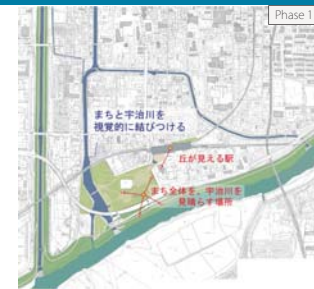 Phase 1
まちと宇治川を
視覚的に結びつける
丘が見える駅
まち全体を、宇治川を
見晴らす場所